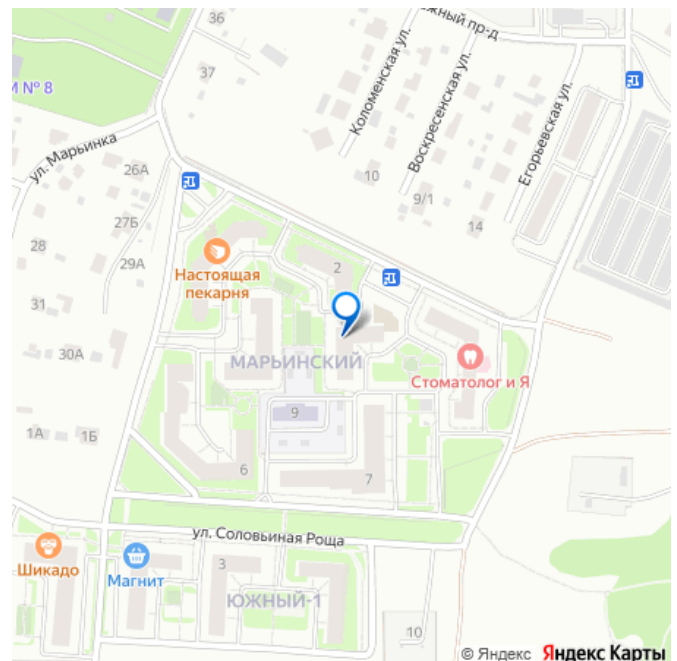 36
жный пр-д
37
М № 8
Коломенская ул.
Воскресенская ул.
Егорьевская ул.
ул. Марьинка
26А
10
9/1
14
27Б
28
29А
Настоящая
пекарня
2
31
30А
МАРЬИНСКИЙ
Стоматолог и Я
9
1А
1Б
6
7
ул. Соловьиная Роща
Шикадо
Магнит
3
ЮЖНЫЙ-1
10
© Яндекс Яндекс Карты